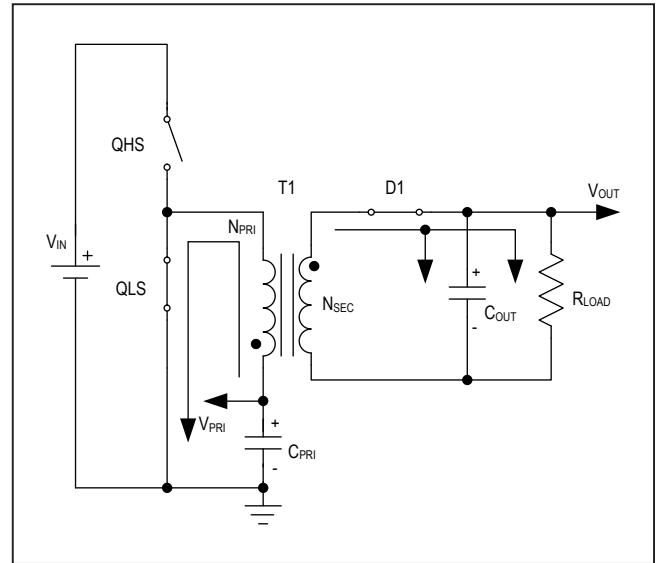 QHS
T1
D1
VOUT
NPRI
VIN
+
QLS
NSEC
+
COUT
-
RLOAD
VPRI
+
CPRI
-